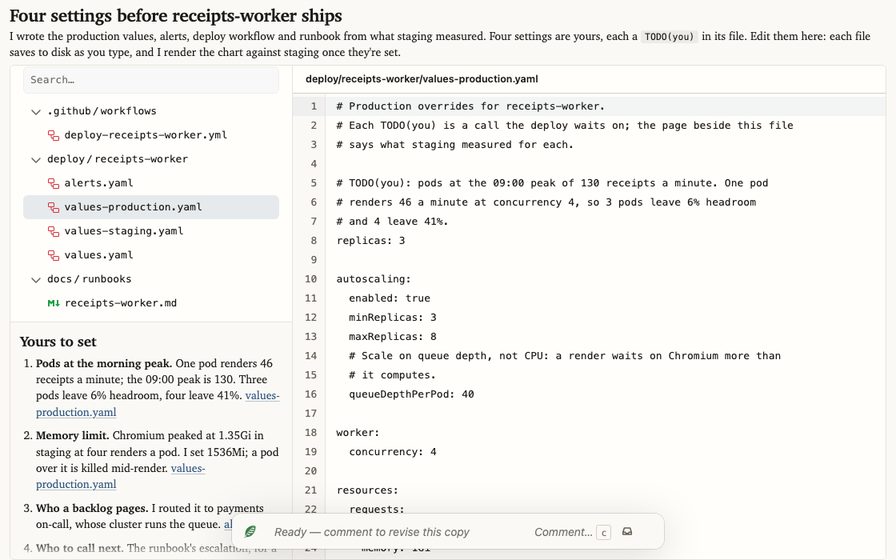 Four settings before receipts-worker ships
I wrote the production values, alerts, deploy workflow and runbook from what staging measured. Four settings are yours, each a TODO(you) in its file. Edit them here: each file
saves to disk as you type, and I render the chart against staging once they're set.
Search…
.github/workflows
deploy-receipts-worker.yml
deploy/receipts-worker
alerts.yaml
values-production.yaml
values-staging.yaml
values.yaml
docs/runbooks
receipts-worker.md
Yours to set
1. Pods at the morning peak. One pod renders 46
receipts a minute; the 09:00 peak is 130. Three
pods leave 6% headroom, four leave 41%. values-
production.yaml
2. Memory limit. Chromium peaked at 1.35Gi in
staging at four renders a pod. I set 1536Mi; a pod
over it is killed mid-render. values-
production.yaml
3. Who a backlog pages. I routed it to payments
on-call, whose cluster runs the queue. al
4. Who to call next. The runbook's escalation, for a
deploy/receipts-worker/values-production.yaml
1 # Production overrides for receipts-worker.
2 # Each TODO(you) is a call the deploy waits on; the page beside this file
3 # says what staging measured for each.
4
5 # TODO(you): pods at the 09:00 peak of 130 receipts a minute. One pod
6 # renders 46 a minute at concurrency 4, so 3 pods leave 6% headroom
7 # and 4 leave 41%.
8 replicas: 3
9
10 autoscaling:
11 enabled: true
12 minReplicas: 3
13 maxReplicas: 8
14 # Scale on queue depth, not CPU: a render waits on Chromium more than
15 # it computes.
16 queueDepthPerPod: 40
17
18 worker:
19 concurrency: 4
20
21 resources:
22 requests:
Ready — comment to revise this copy
Comment… c